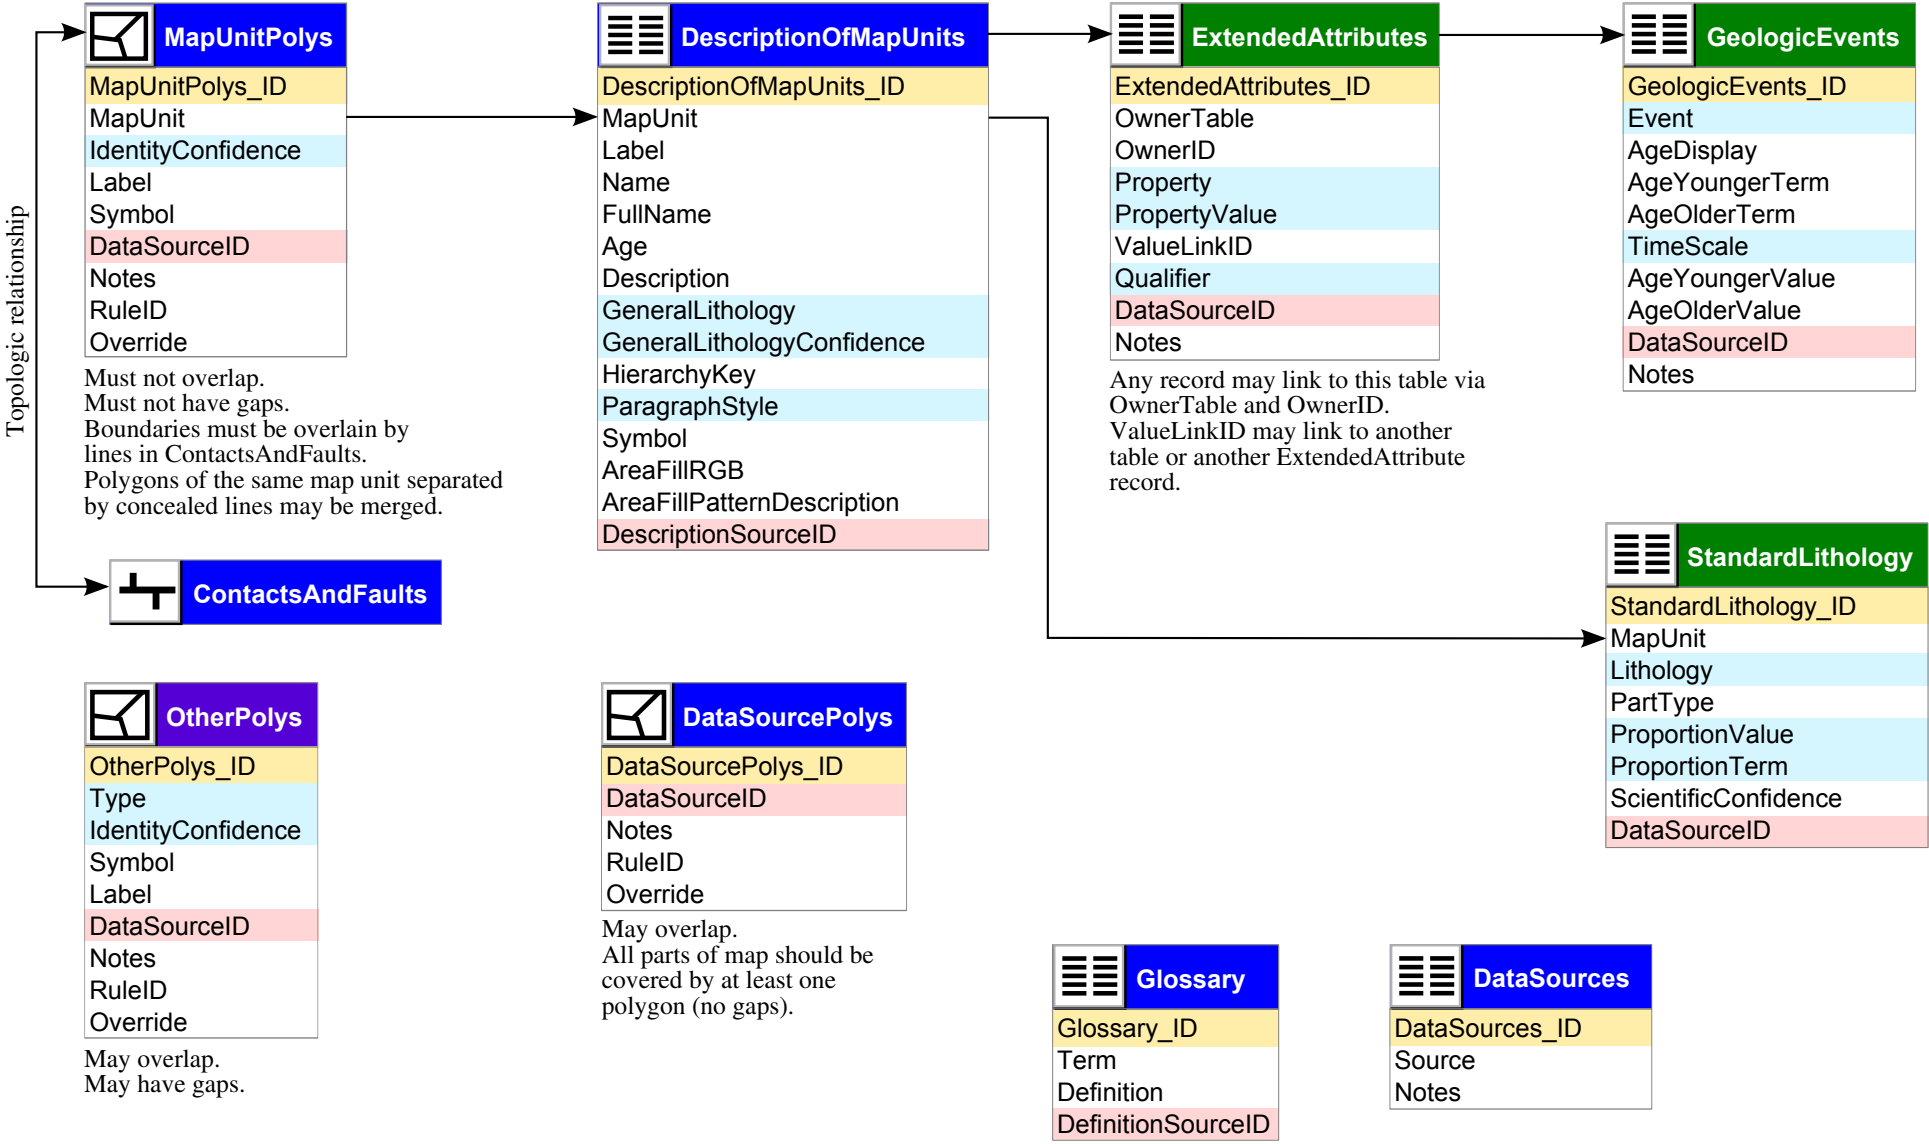 Topologic relationship
MapUnitPolys
MapUnitPolys_ID
MapUnit
IdentityConfidence
Label
Symbol
DataSourceID
Notes
RuleID
Override
Must not overlap.
Must not have gaps.
Boundaries must be overlain by
lines in ContactsAndFaults.
Polygons of the same map unit separated
by concealed lines may be merged.
DescriptionOfMapUnits
DescriptionOfMapUnits_ID
MapUnit
Label
Name
FullName
Age
Description
GeneralLithology
GeneralLithologyConfidence
HierarchyKey
ParagraphStyle
Symbol
AreaFillRGB
AreaFillPatternDescription
DescriptionSourceID
ExtendedAttributes
ExtendedAttributes_ID
OwnerTable
OwnerID
Property
PropertyValue
ValueLinkID
Qualifier
DataSourceID
Notes
Any record may link to this table via
OwnerTable and OwnerID.
ValueLinkID may link to another
table or another ExtendedAttribute
record.
GeologicEvents
GeologicEvents_ID
Event
AgeDisplay
AgeYoungerTerm
AgeOlderTerm
TimeScale
AgeYoungerValue
AgeOlderValue
DataSourceID
Notes
ContactsAndFaults
StandardLithology
StandardLithology_ID
MapUnit
Lithology
PartType
ProportionValue
ProportionTerm
ScientificConfidence
DataSourceID
OtherPolys
OtherPolys_ID
Type
IdentityConfidence
Symbol
Label
DataSourceID
Notes
RuleID
Override
May overlap.
May have gaps.
DataSourcePolys
DataSourcePolys_ID
DataSourceID
Notes
RuleID
Override
May overlap.
All parts of map should be
covered by at least one
polygon (no gaps).
Glossary
Glossary_ID
Term
Definition
DefinitionSourceID
DataSources
DataSources_ID
Source
Notes